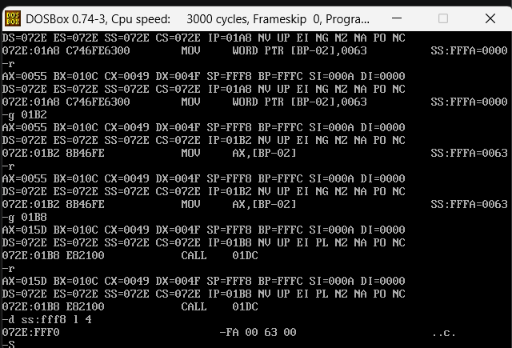 DOSBox 0.74-3, Cpu speed: 3000 cycles, Frameskip 0, Progra...
DS=072E ES=072E SS=072E CS=072E IP=01A8 NV UP EI NG NZ NA PO NC
072E:01A8 C746FE6300 MOV WORD PTR [BP-02],0063 SS:FFFA=0000
-r
AX=0055 BX=010C CX=0049 DX=004F SP=FFF8 BP=FFFC SI=000A DI=0000
DS=072E ES=072E SS=072E CS=072E IP=01A8 NV UP EI NG NZ NA PO NC
072E:01A8 C746FE6300 MOV WORD PTR [BP-02],0063 SS:FFFA=0000
-g 01B2
AX=0055 BX=010C CX=0049 DX=004F SP=FFF8 BP=FFFC SI=000A DI=0000
DS=072E ES=072E SS=072E CS=072E IP=01B2 NV UP EI NG NZ NA PO NC
072E:01B2 8B46FE MOV AX,[BP-02] SS:FFFA=0063
-r
AX=0055 BX=010C CX=0049 DX=004F SP=FFF8 BP=FFFC SI=000A DI=0000
DS=072E ES=072E SS=072E CS=072E IP=01B2 NV UP EI NG NZ NA PO NC
072E:01B2 8B46FE MOV AX,[BP-02] SS:FFFA=0063
-g 01B8
AX=015D BX=010C CX=0049 DX=004F SP=FFF8 BP=FFFC SI=000A DI=0000
DS=072E ES=072E SS=072E CS=072E IP=01B8 NV UP EI PL NZ NA PO NC
072E:01B8 E82100 CALL 01DC
-r
AX=015D BX=010C CX=0049 DX=004F SP=FFF8 BP=FFFC SI=000A DI=0000
DS=072E ES=072E SS=072E CS=072E IP=01B8 NV UP EI PL NZ NA PO NC
072E:01B8 E82100 CALL 01DC
-d ss:fff8 l 4
072E:FFF0 -FA 00 63 00 ..c.
-S